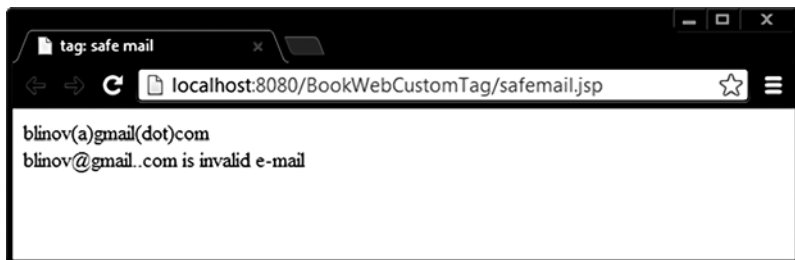 tag: safe mail
localhost:8080/BookWebCustomTag/safemail.jsp
blinov(a)gmail(dot)com
blinov@gmail..com is invalid e-mail